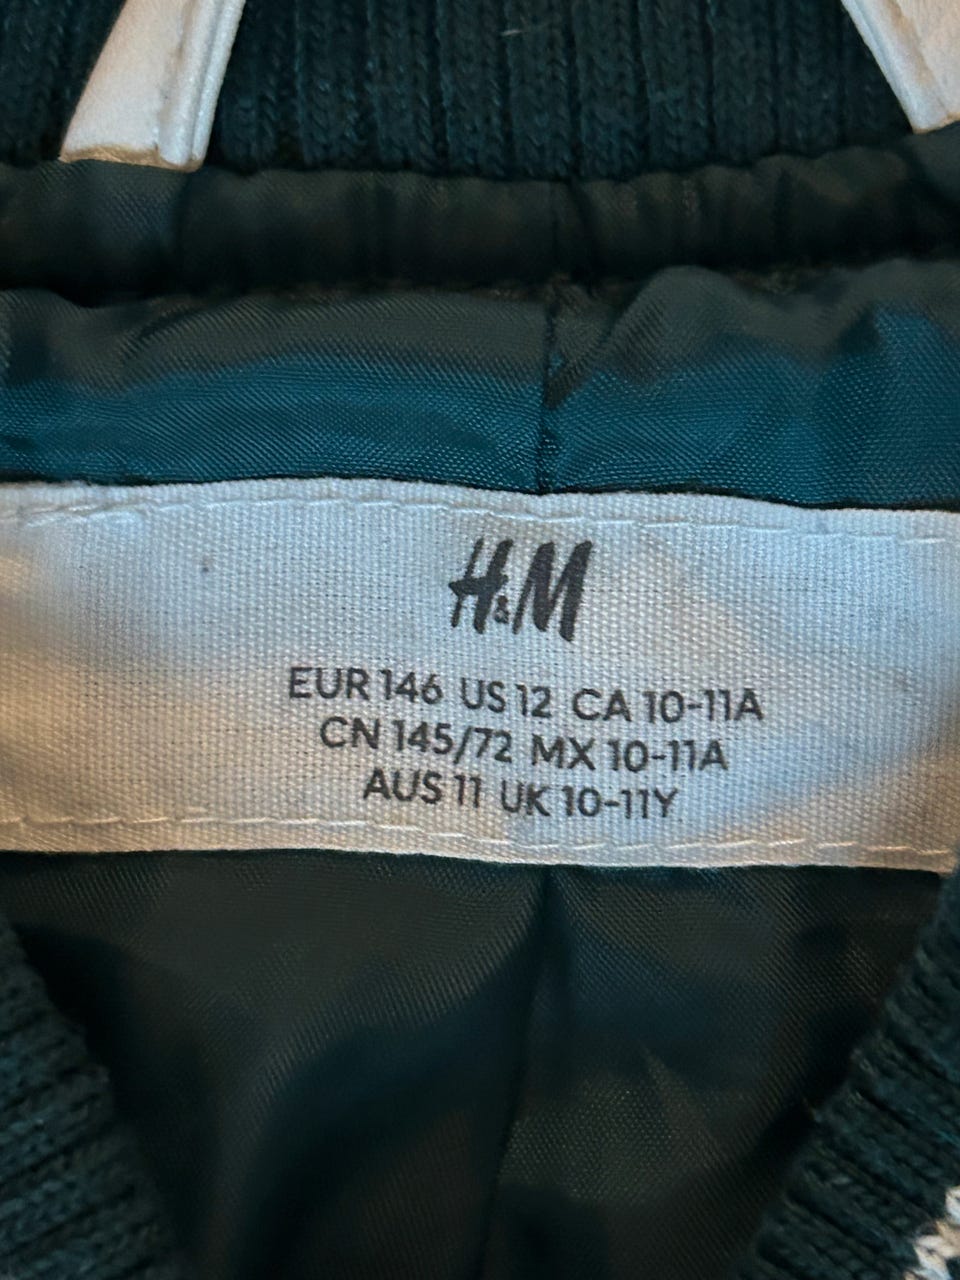 H&M
EUR 146 US 12 CA 10-11A
CN 145/72 MX 10-11A
AUS 11 UK 10-11Y